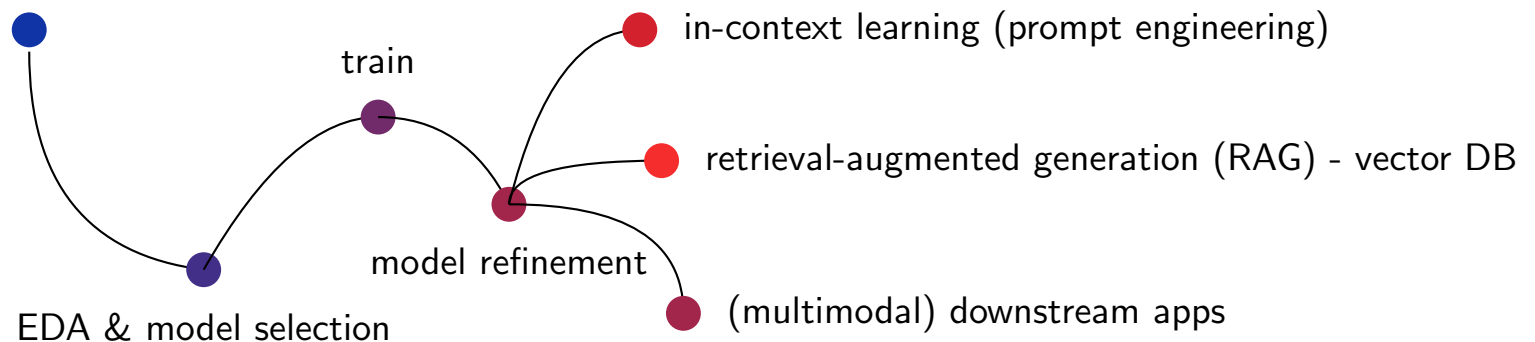 in-context learning (prompt engineering)
train
retrieval-augmented generation (RAG) - vector DB
model refinement
(multimodal) downstream apps
EDA & model selection